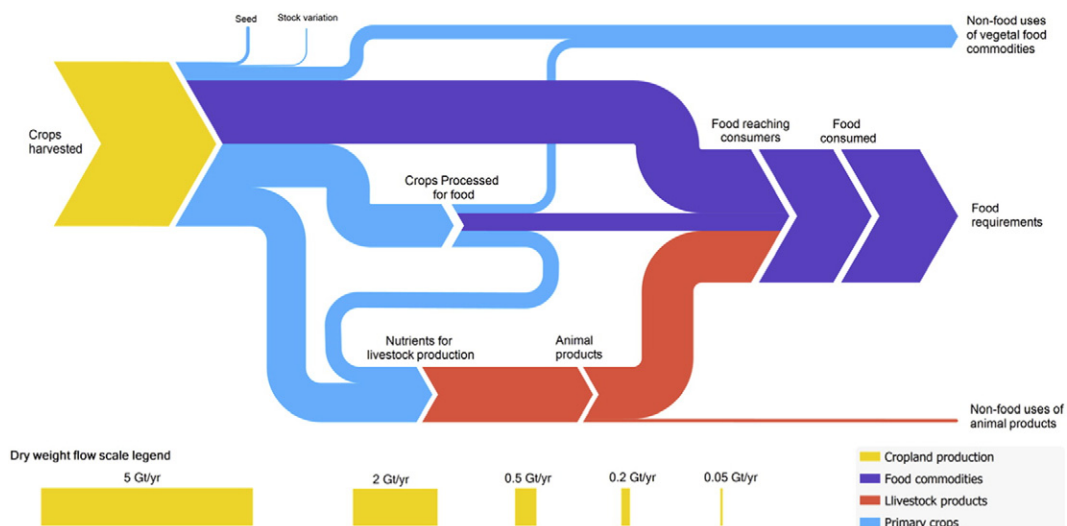 Seed
Stock variation
Non-food uses
of vegetal food
commodities
Crops
harvested
Food reaching
consumers
Food
consumed
Crops Processed
for food
Food
requirements
Nutrients for
livestock production
Animal
products
Non-food uses of
animal products
Dry weight flow scale legend
5 Gt/yr
2 Gt/yr
0.5 Gt/yr
0.2 Gt/yr
0.05 Gt/yr
Cropland production
Food commodities
Llivestock products
Primary crops